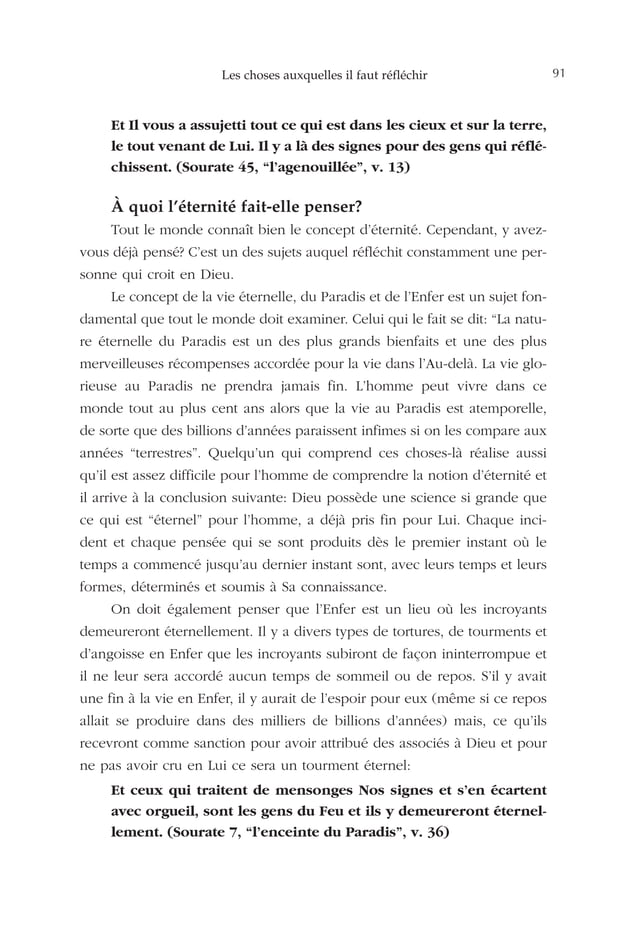 Les choses auxquelles il faut réfléchir
91
Et Il vous a assujetti tout ce qui est dans les cieux et sur la terre,
le tout venant de Lui. Il y a là des signes pour des gens qui réflé-
chissent. (Sourate 45, “l’agenouillée”, v. 13)
À quoi l’éternité fait-elle penser?
Tout le monde connaît bien le concept d’éternité. Cependant, y avez-
vous déjà pensé? C’est un des sujets auquel réfléchit constamment une per-
sonne qui croit en Dieu.
Le concept de la vie éternelle, du Paradis et de l’Enfer est un sujet fon-
damental que tout le monde doit examiner. Celui qui le fait se dit: “La natu-
re éternelle du Paradis est un des plus grands bienfaits et une des plus
merveilleuses récompenses accordée pour la vie dans l’Au-delà. La vie glo-
rieuse au Paradis ne prendra jamais fin. L’homme peut vivre dans ce
monde tout au plus cent ans alors que la vie au Paradis est atemporelle,
de sorte que des billions d’années paraissent infimes si on les compare aux
années “terrestres”. Quelqu’un qui comprend ces choses-là réalise aussi
qu’il est assez difficile pour l’homme de comprendre la notion d’éternité et
il arrive à la conclusion suivante: Dieu possède une science si grande que
ce qui est “éternel” pour l’homme, a déjà pris fin pour Lui. Chaque inci-
dent et chaque pensée qui se sont produits dès le premier instant où le
temps a commencé jusqu’au dernier instant sont, avec leurs temps et leurs
formes, déterminés et soumis à Sa connaissance.
On doit également penser que l’Enfer est un lieu où les incroyants
demeureront éternellement. Il y a divers types de tortures, de tourments et
d’angoisse en Enfer que les incroyants subiront de façon ininterrompue et
il ne leur sera accordé aucun temps de sommeil ou de repos. S’il y avait
une fin à la vie en Enfer, il y aurait de l’espoir pour eux (même si ce repos
allait se produire dans des milliers de billions d’années) mais, ce qu’ils
recevront comme sanction pour avoir attribué des associés à Dieu et pour
ne pas avoir cru en Lui ce sera un tourment éternel:
Et ceux qui traitent de mensonges Nos signes et s’en écartent
avec orgueil, sont les gens du Feu et ils y demeureront éternel-
lement. (Sourate 7, “l’enceinte du Paradis”, v. 36)